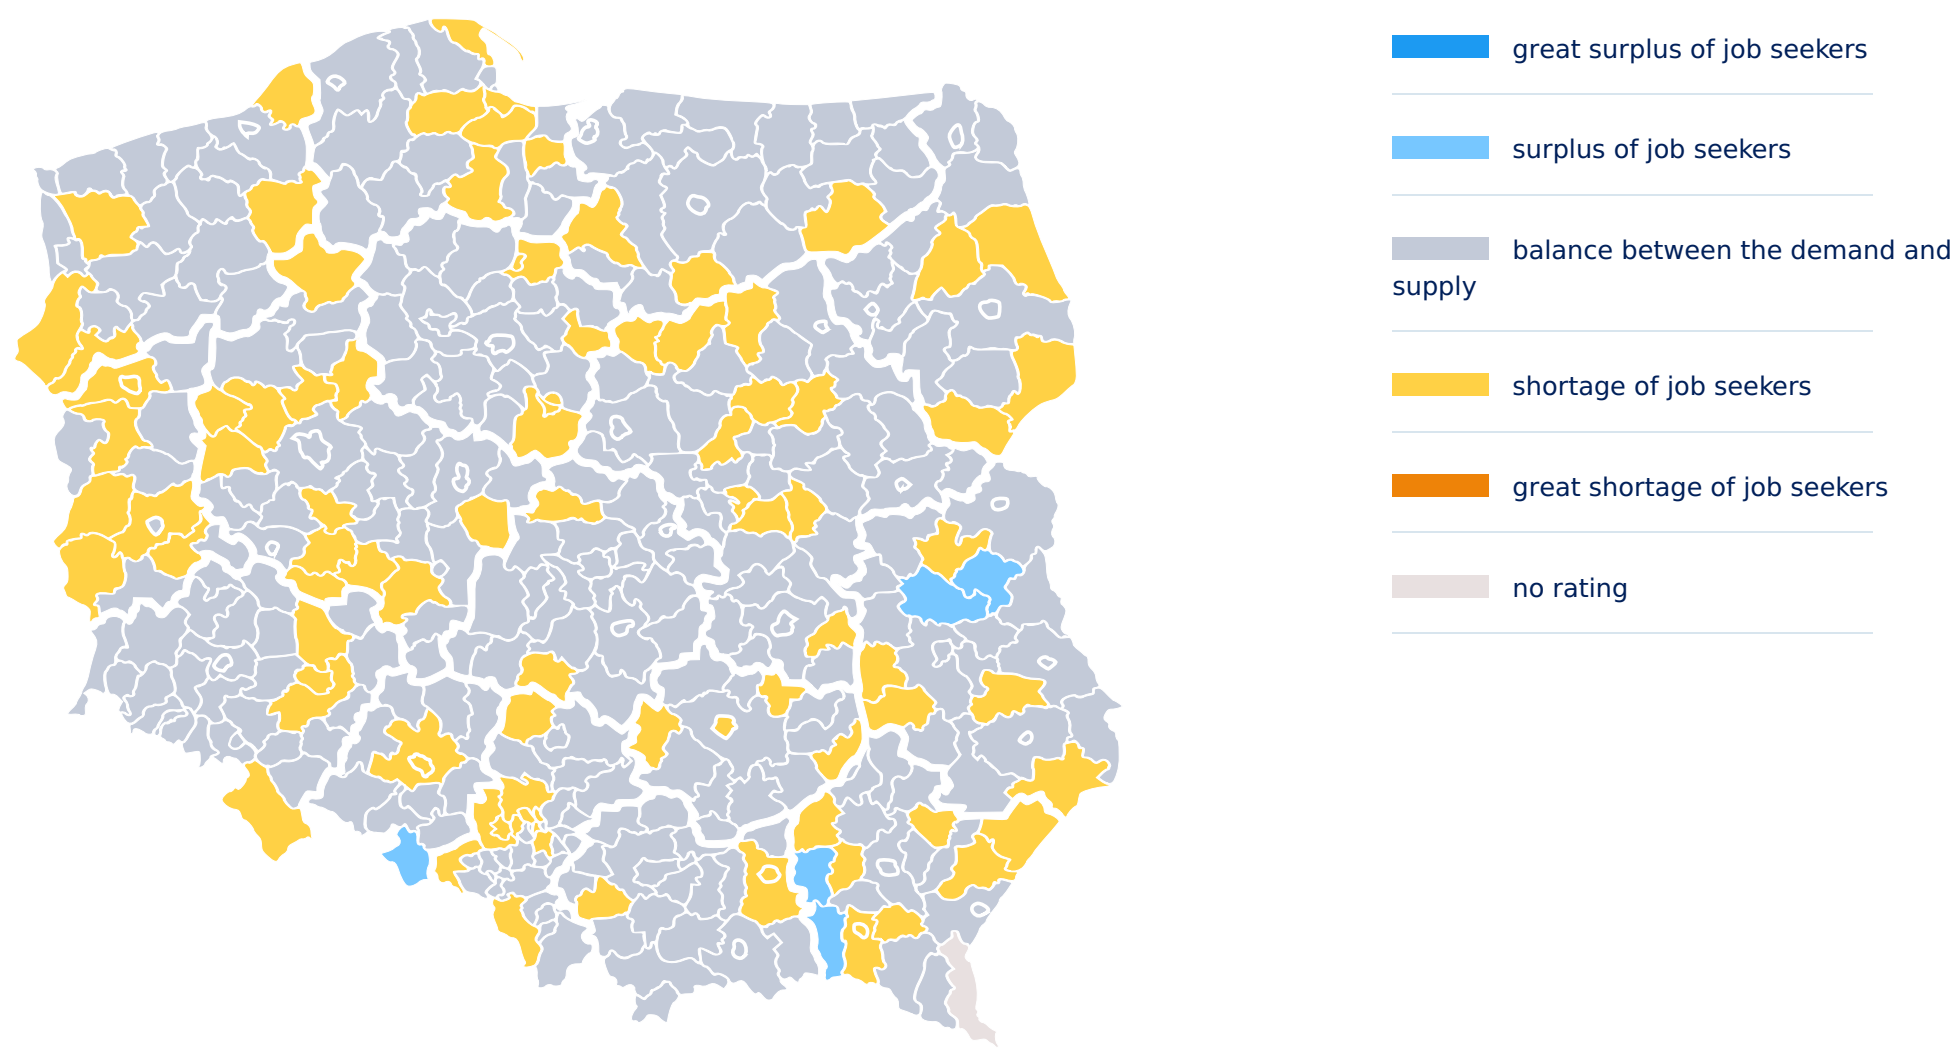 great surplus of job seekers
surplus of job seekers
balance between the demand and
supply
shortage of job seekers
great shortage of job seekers
no rating